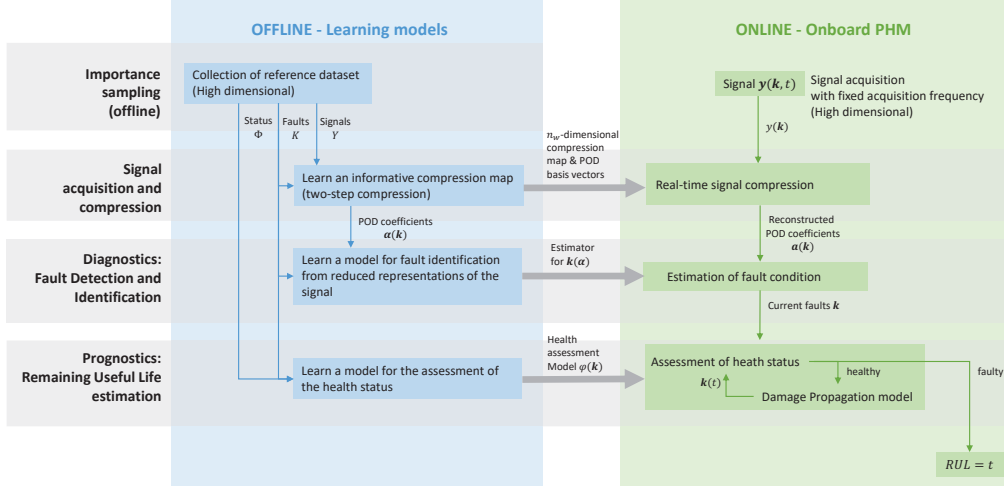 OFFLINE - Learning models
ONLINE - Onboard PHM
Importance
sampling
(offline)
Collection of reference dataset
(High dimensional)
Signal 𝒚(𝒌, 𝑡)
Signal acquisition
with fixed acquisition frequency
(High dimensional)
Status
Φ
Faults
𝐾
Signals
𝑌
𝑦(𝒌)
𝑛𝑤-dimensional
compression
map & POD
basis vectors
Signal
acquisition and
compression
Learn an informative compression map
(two-step compression)
Real-time signal compression
POD coefficients
𝜶(𝒌)
Reconstructed
POD coefficients
𝜶(𝒌)
Diagnostics:
Fault Detection and
Identification
Learn a model for fault identification
from reduced representations of the
signal
Estimator
for 𝒌(𝜶)
Estimation of fault condition
Current faults 𝒌
Prognostics:
Remaining Useful Life
estimation
Learn a model for the assessment of
the health status
Health
assessment
Model 𝜑(𝒌)
Assessment of heath status
healthy
faulty
𝒌(𝑡)
Damage Propagation model
𝑅𝑈𝐿 = 𝑡